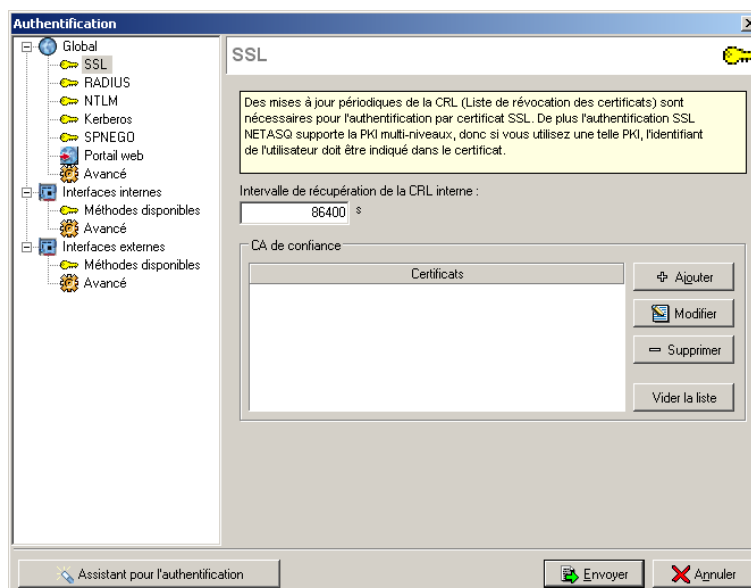 Authentification
Global
SSL
RADIUS
NTLM
Kerberos
SPNEGO
Portail web
Avancé
Interfaces internes
Méthodes disponibles
Avancé
Interfaces externes
Méthodes disponibles
Avancé
SSL
Des mises à jour périodiques de la CRL (Liste de révocation des certificats) sont
nécessaires pour l'authentification par certificat SSL. De plus l'authentification SSL
NETASQ supporte la PKI multi-niveaux, donc si vous utilisez une telle PKI, l'identifiant
de l'utilisateur doit être indiqué dans le certificat.
Intervalle de récupération de la CRL interne :
86400 s
CA de confiance
Certificats
Ajouter
Modifier
Supprimer
Vider la liste
Assistant pour l'authentification
Envoyer
Annuler